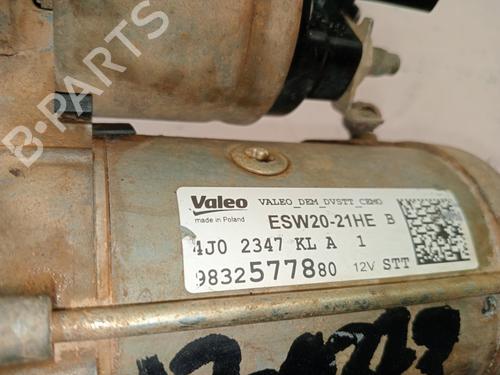 B-PARTS
Valeo VALEO_DEM_DVSTT_CEMO
made in Poland ESW20-21HE B
4J0 2347 KL A 1
9832577880 12V STT